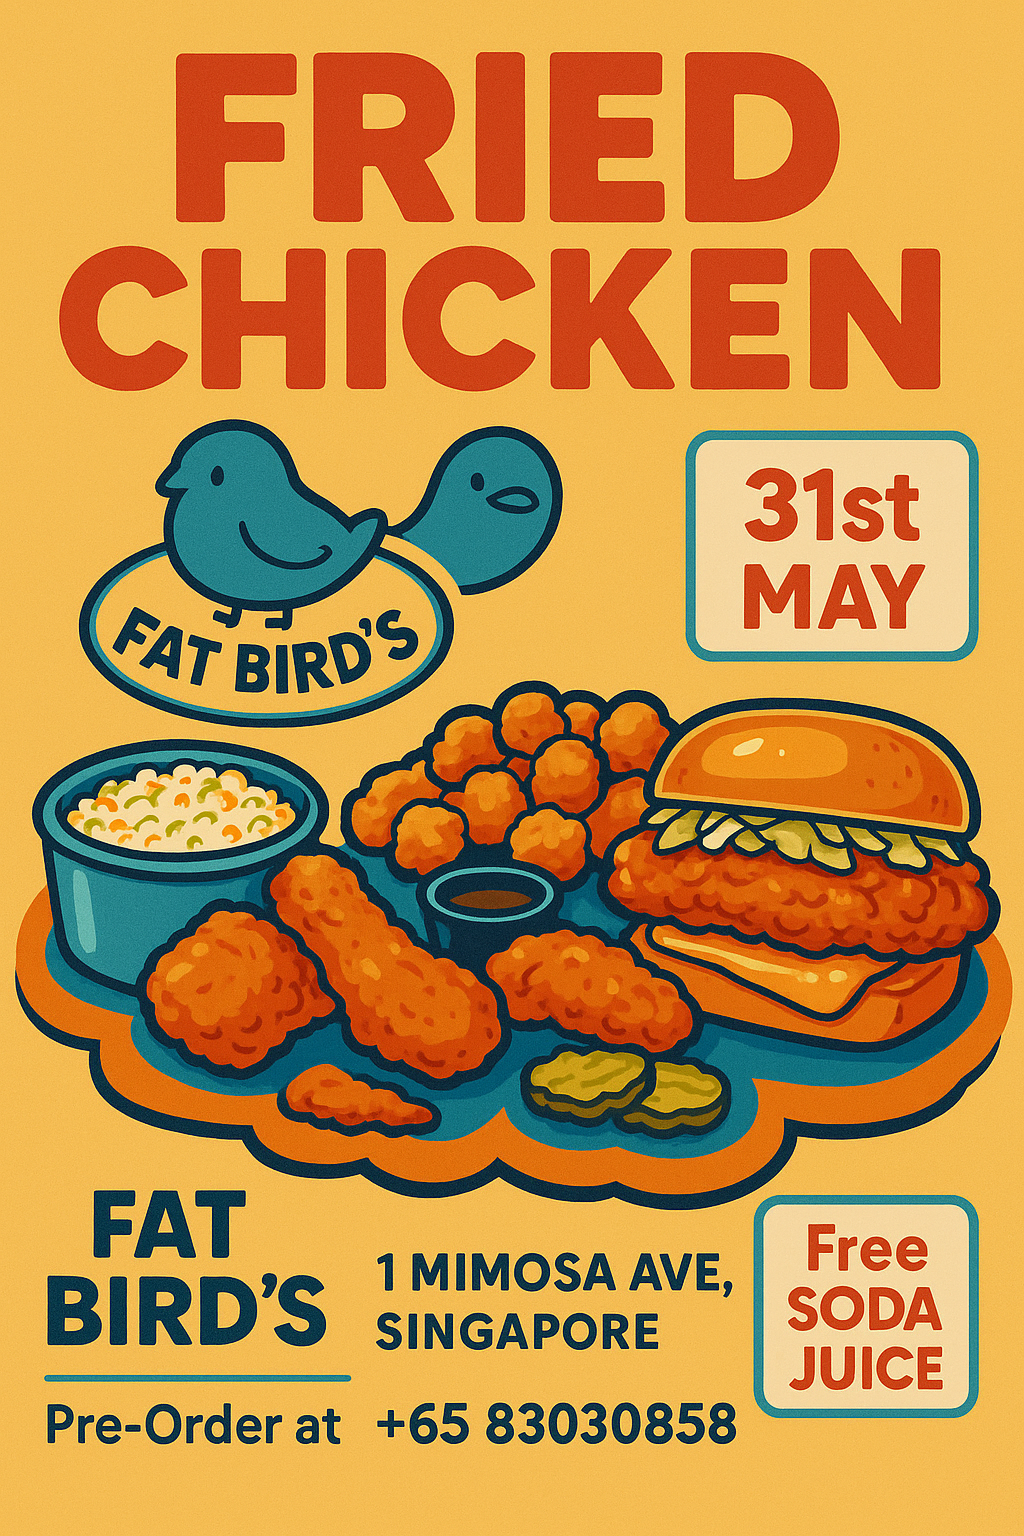 FRIED
CHICKEN
31st
MAY
FAT BIRD'S
FAT
BIRD'S
1 MIMOSA AVE,
SINGAPORE
Pre-Order at +65 83030858
Free
SODA
JUICE